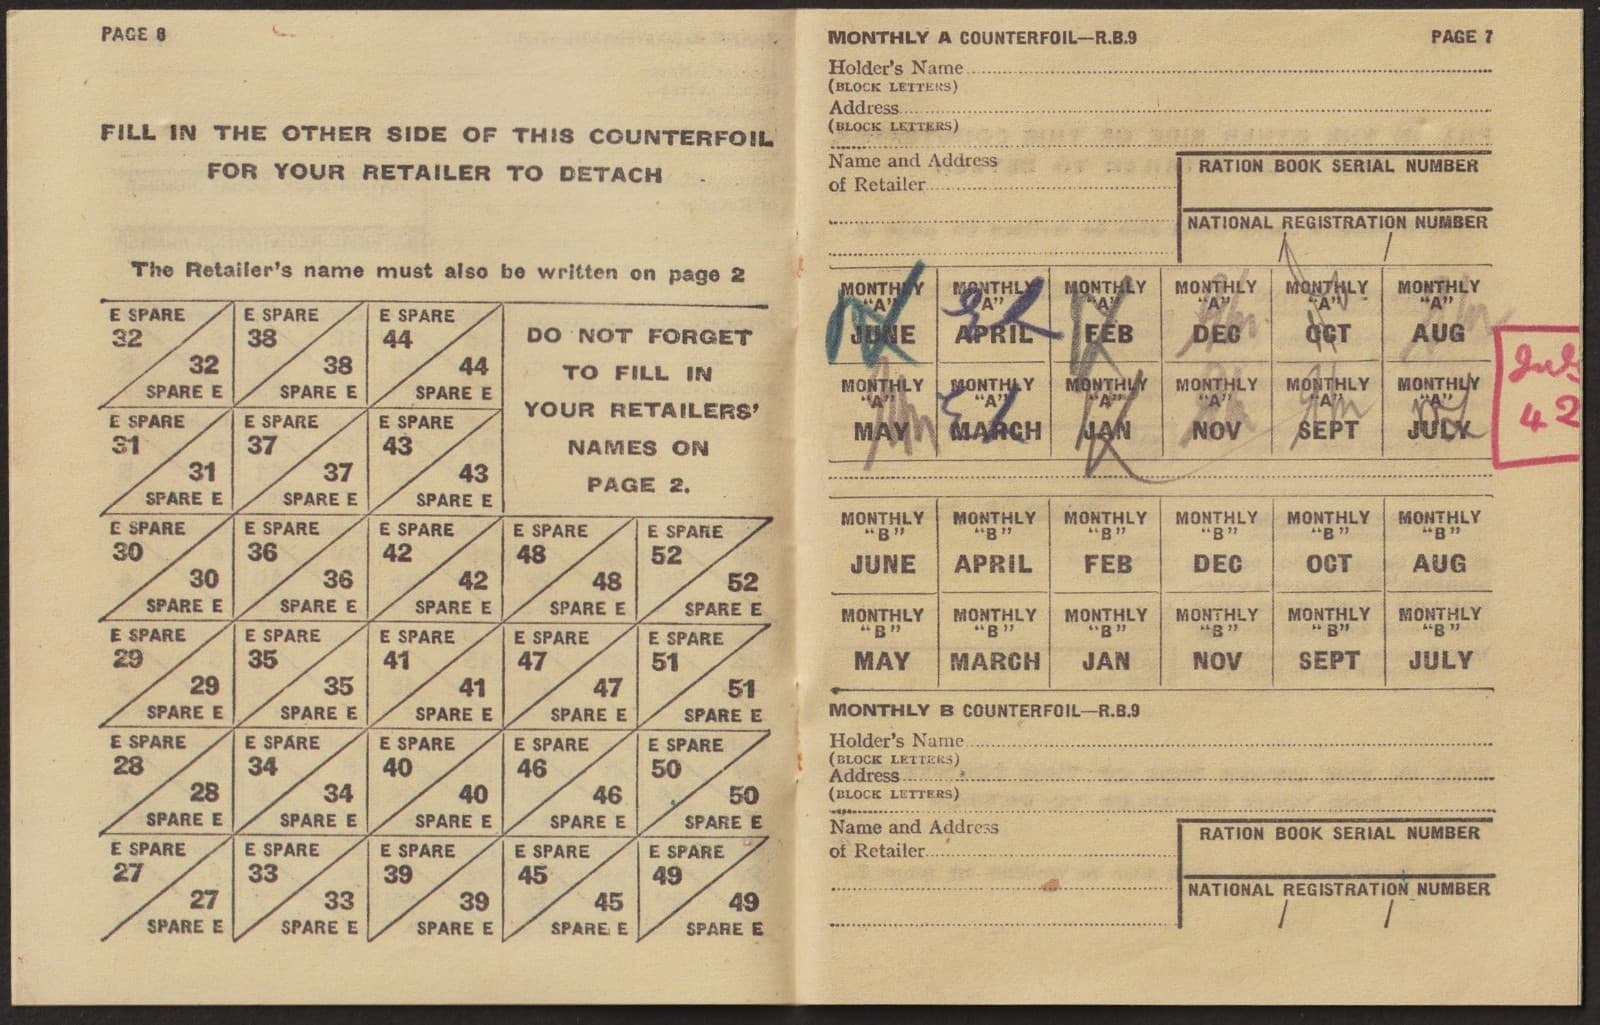 PAGE 8
FILL IN THE OTHER SIDE OF THIS COUNTERFOIL
FOR YOUR RETAILER TO DETACH
The Retailer's name must also be written on page 2
E SPARE E SPARE E SPARE
32 38 44
32 38 44
SPARE E SPARE E SPARE E
DO NOT FORGET
TO FILL IN
YOUR RETAILERS'
NAMES ON
PAGE 2.
E SPARE E SPARE E SPARE
31 37 43
31 37 43
SPARE E SPARE E SPARE E
E SPARE E SPARE E SPARE E SPARE E SPARE
30 36 42 48 52
30 36 42 48 52
SPARE E SPARE E SPARE E SPARE E SPARE E
E SPARE E SPARE E SPARE E SPARE E SPARE
29 35 41 47 51
29 35 41 47 51
SPARE E SPARE E SPARE E SPARE E SPARE E
E SPARE E SPARE E SPARE E SPARE E SPARE
28 34 40 46 50
28 34 40 46 50
SPARE E SPARE E SPARE E SPARE E SPARE E
E SPARE E SPARE E SPARE E SPARE E SPARE
27 33 39 45 49
27 33 39 45 49
SPARE E SPARE E SPARE E SPARE E SPARE E
MONTHLY A COUNTERFOIL—R.B.9 PAGE 7
Holder's Name
(BLOCK LETTERS)
Address
(BLOCK LETTERS)
Name and Address
of Retailer
RATION BOOK SERIAL NUMBER
NATIONAL REGISTRATION NUMBER
/ /
MONTHLY MONTHLY MONTHLY MONTHLY MONTHLY MONTHLY
"A" "A" "A" "A" "A" "A"
JUNE APRIL FEB DEC OCT AUG
MONTHLY MONTHLY MONTHLY MONTHLY MONTHLY MONTHLY
"A" "A" "A" "A" "A" "A"
MAY MARCH JAN NOV SEPT JULY
42
MONTHLY MONTHLY MONTHLY MONTHLY MONTHLY MONTHLY
"B" "B" "B" "B" "B" "B"
JUNE APRIL FEB DEC OCT AUG
MONTHLY MONTHLY MONTHLY MONTHLY MONTHLY MONTHLY
"B" "B" "B" "B" "B" "B"
MAY MARCH JAN NOV SEPT JULY
MONTHLY B COUNTERFOIL—R.B.9
Holder's Name
(BLOCK LETTERS)
Address
(BLOCK LETTERS)
Name and Address
of Retailer
RATION BOOK SERIAL NUMBER
NATIONAL REGISTRATION NUMBER
/ /